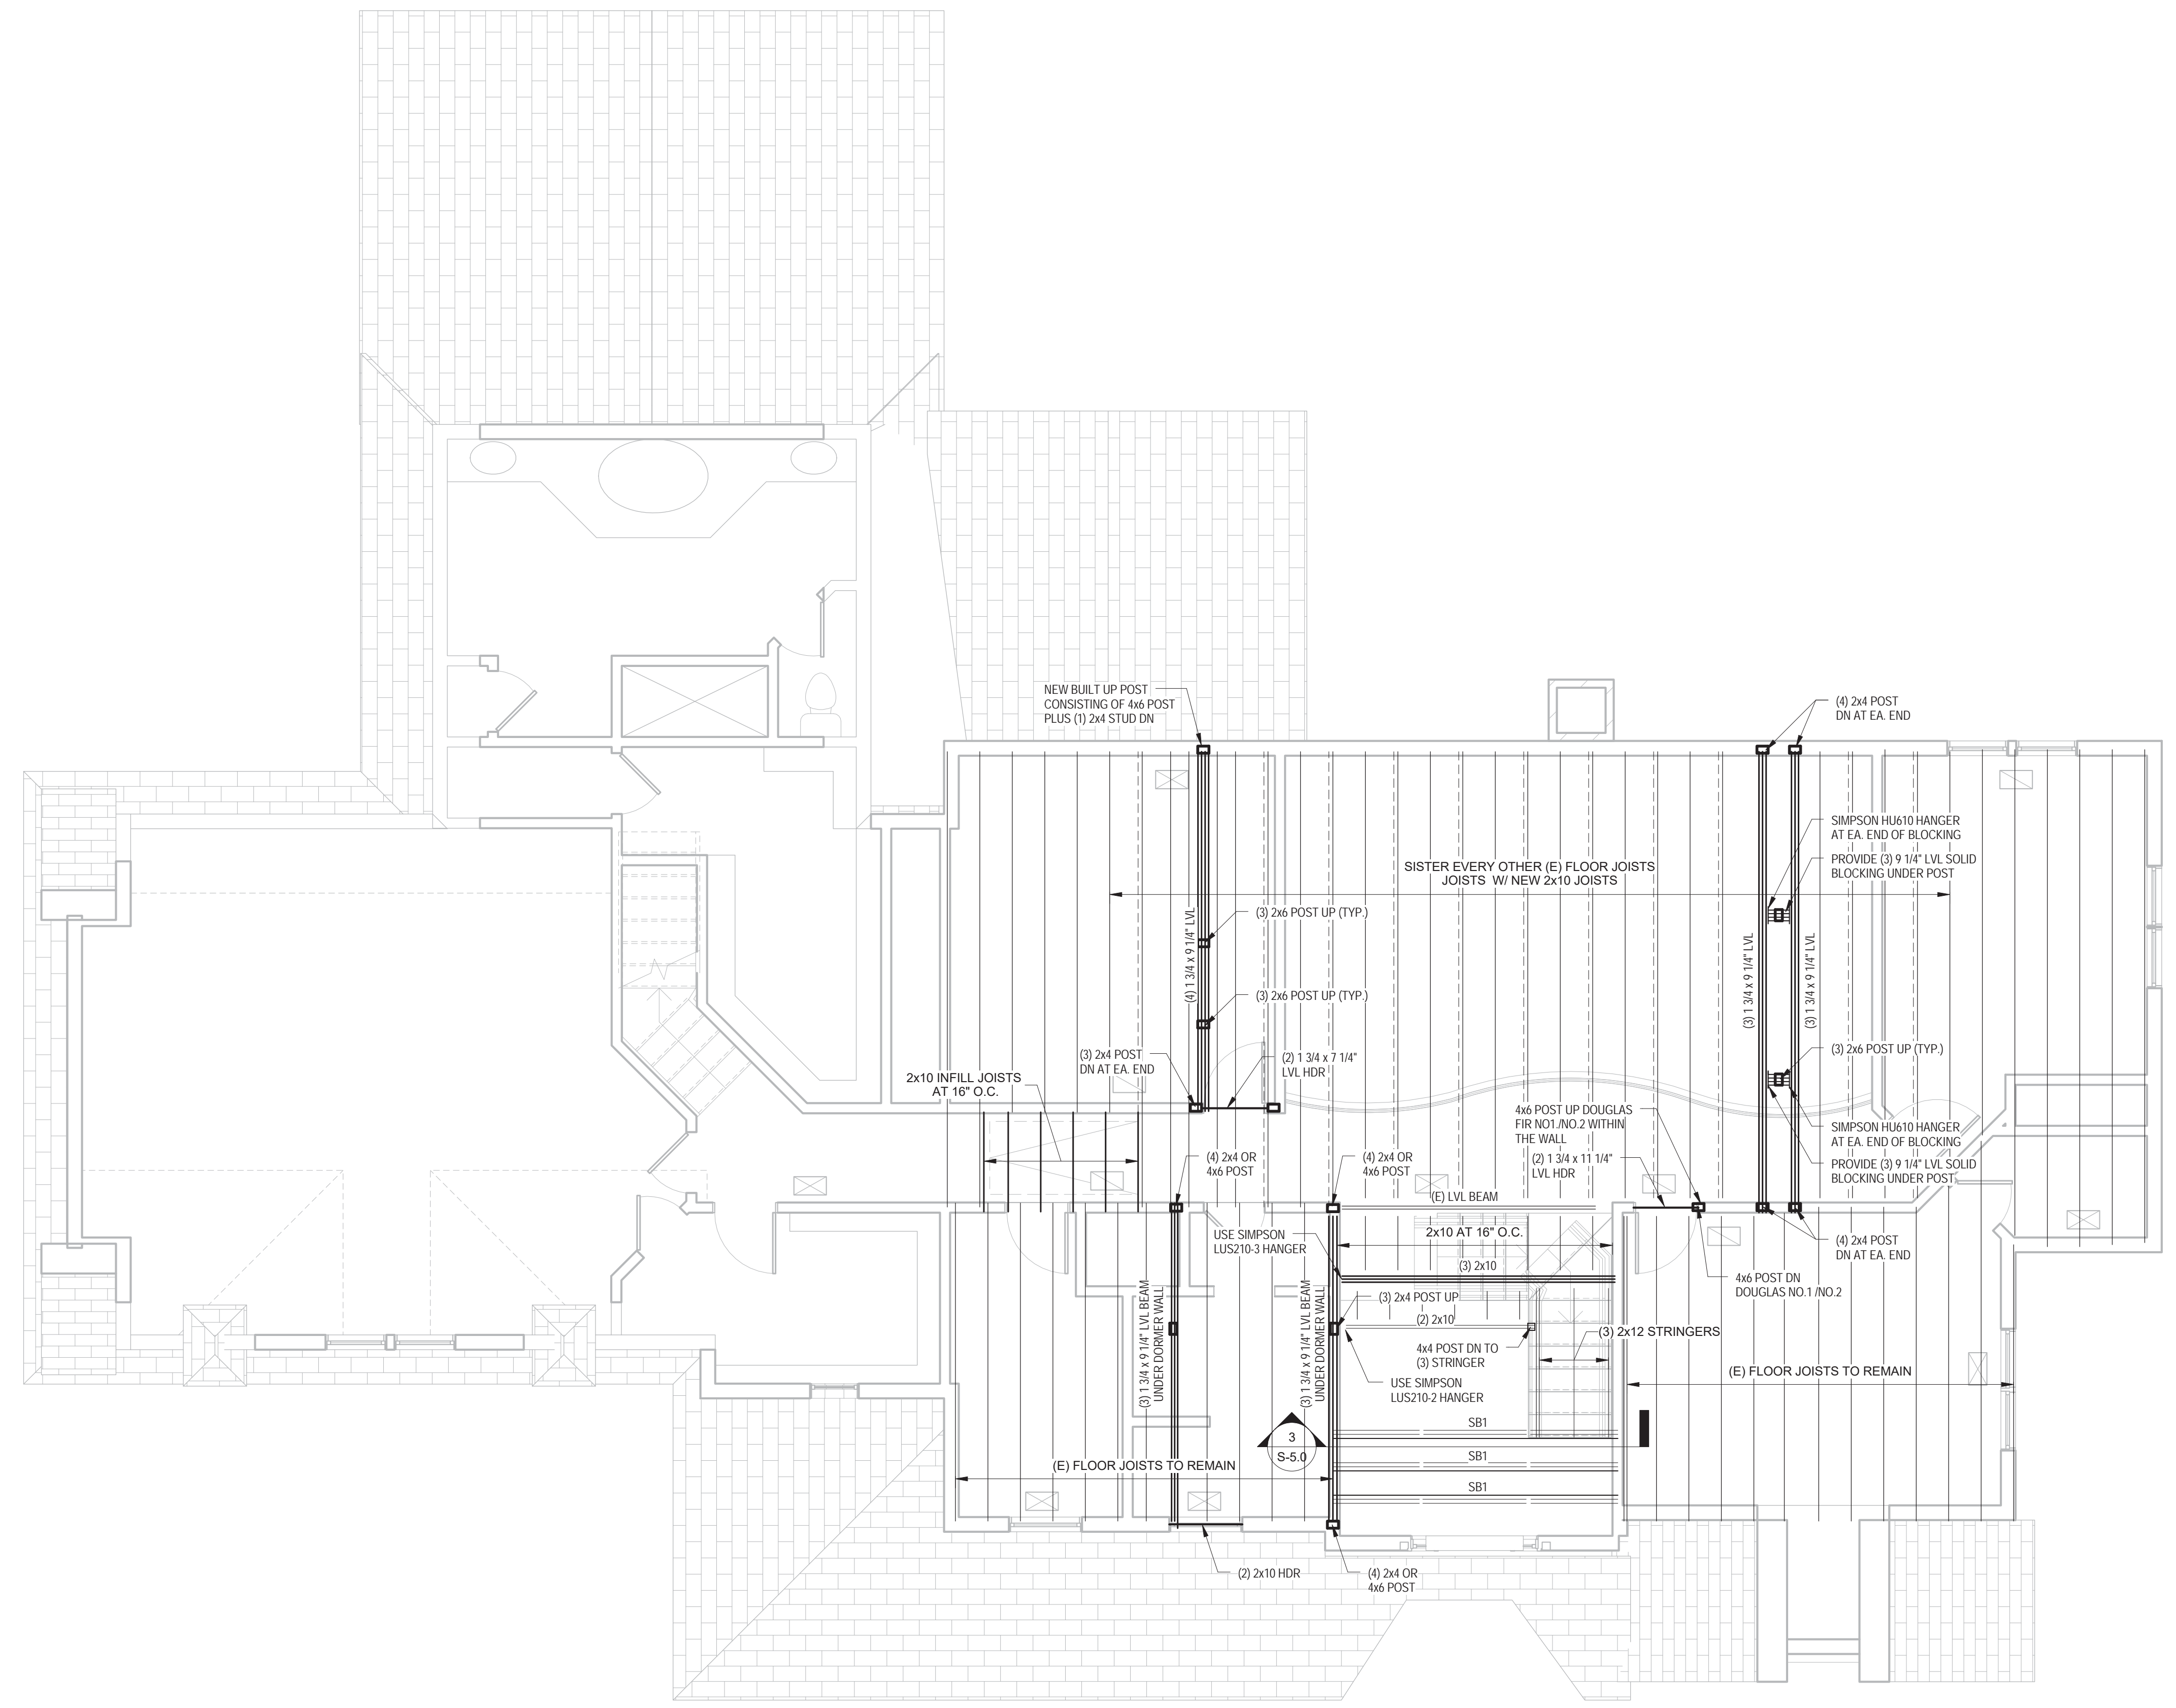 NEW BUILT UP POST
CONSISTING OF 4x6 POST
PLUS (1) 2x4 STUD DN
(4) 2x4 POST
DN AT EA. END
SIMPSON HU610 HANGER
AT EA. END OF BLOCKING
PROVIDE (3) 9 1/4" LVL SOLID
BLOCKING UNDER POST
SISTER EVERY OTHER (E) FLOOR JOISTS
JOISTS W/ NEW 2x10 JOISTS
(3) 2x6 POST UP (TYP.)
(4) 1 3/4 x 9 1/4" LVL
(3) 1 3/4 x 9 1/4" LVL
(3) 1 3/4 x 9 1/4" LVL
(3) 2x6 POST UP (TYP.)
(3) 2x4 POST
DN AT EA. END
(2) 1 3/4 x 7 1/4"
LVL HDR
(3) 2x6 POST UP (TYP.)
2x10 INFILL JOISTS
AT 16" O.C.
4x6 POST UP DOUGLAS
FIR NO1./NO.2 WITHIN
THE WALL
(2) 1 3/4 x 11 1/4"
LVL HDR
SIMPSON HU610 HANGER
AT EA. END OF BLOCKING
PROVIDE (3) 9 1/4" LVL SOLID
BLOCKING UNDER POST
(4) 2x4 OR
4x6 POST
(4) 2x4 OR
4x6 POST
(E) LVL BEAM
USE SIMPSON
LUS210-3 HANGER
2x10 AT 16" O.C.
(3) 2x10
(4) 2x4 POST
DN AT EA. END
4x6 POST DN
DOUGLAS NO.1 /NO.2
(3) 1 3/4 x 9 1/4" LVL BEAM
UNDER DORMER WALL
(3) 1 3/4 x 9 1/4" LVL BEAM
UNDER DORMER WALL
(3) 2x4 POST UP
(2) 2x10
(3) 2x12 STRINGERS
4x4 POST DN TO
(3) STRINGER
USE SIMPSON
LUS210-2 HANGER
(E) FLOOR JOISTS TO REMAIN
SB1
3
S-5.0
SB1
(E) FLOOR JOISTS TO REMAIN
SB1
(2) 2x10 HDR
(4) 2x4 OR
4x6 POST